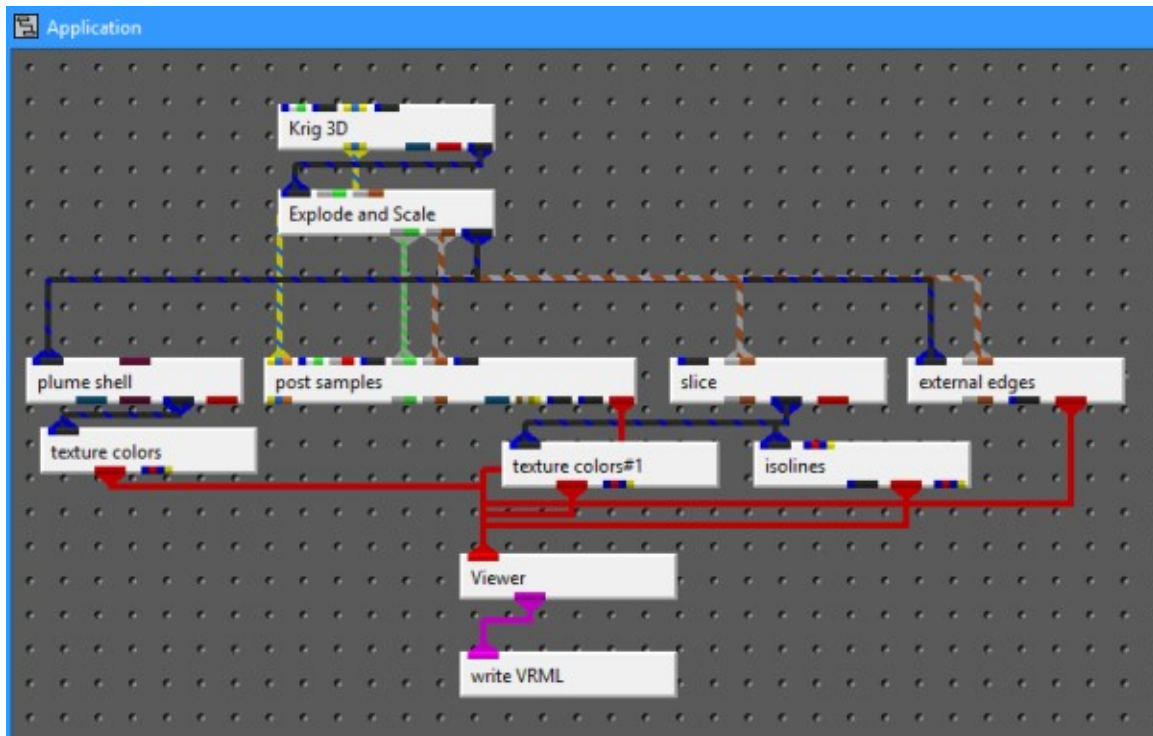 Application
Krig 3D
Explode and Scale
plume shell
post samples
slice
external edges
texture colors
texture colors#1
isolines
Viewer
write VRML